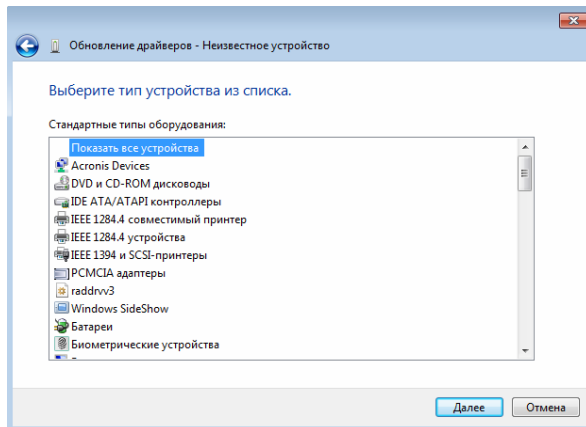 Обновление драйверов - Неизвестное устройство
Выберите тип устройства из списка.
Стандартные типы оборудования:
Показать все устройства
Acronis Devices
DVD и CD-ROM дисководы
IDE ATA/ATAPI контроллеры
IEEE 1284.4 совместимый принтер
IEEE 1284.4 устройства
IEEE 1394 и SCSI-принтеры
PCMCIA адаптеры
raddrvv3
Windows SideShow
Батареи
Биометрические устройства
Далее
Отмена